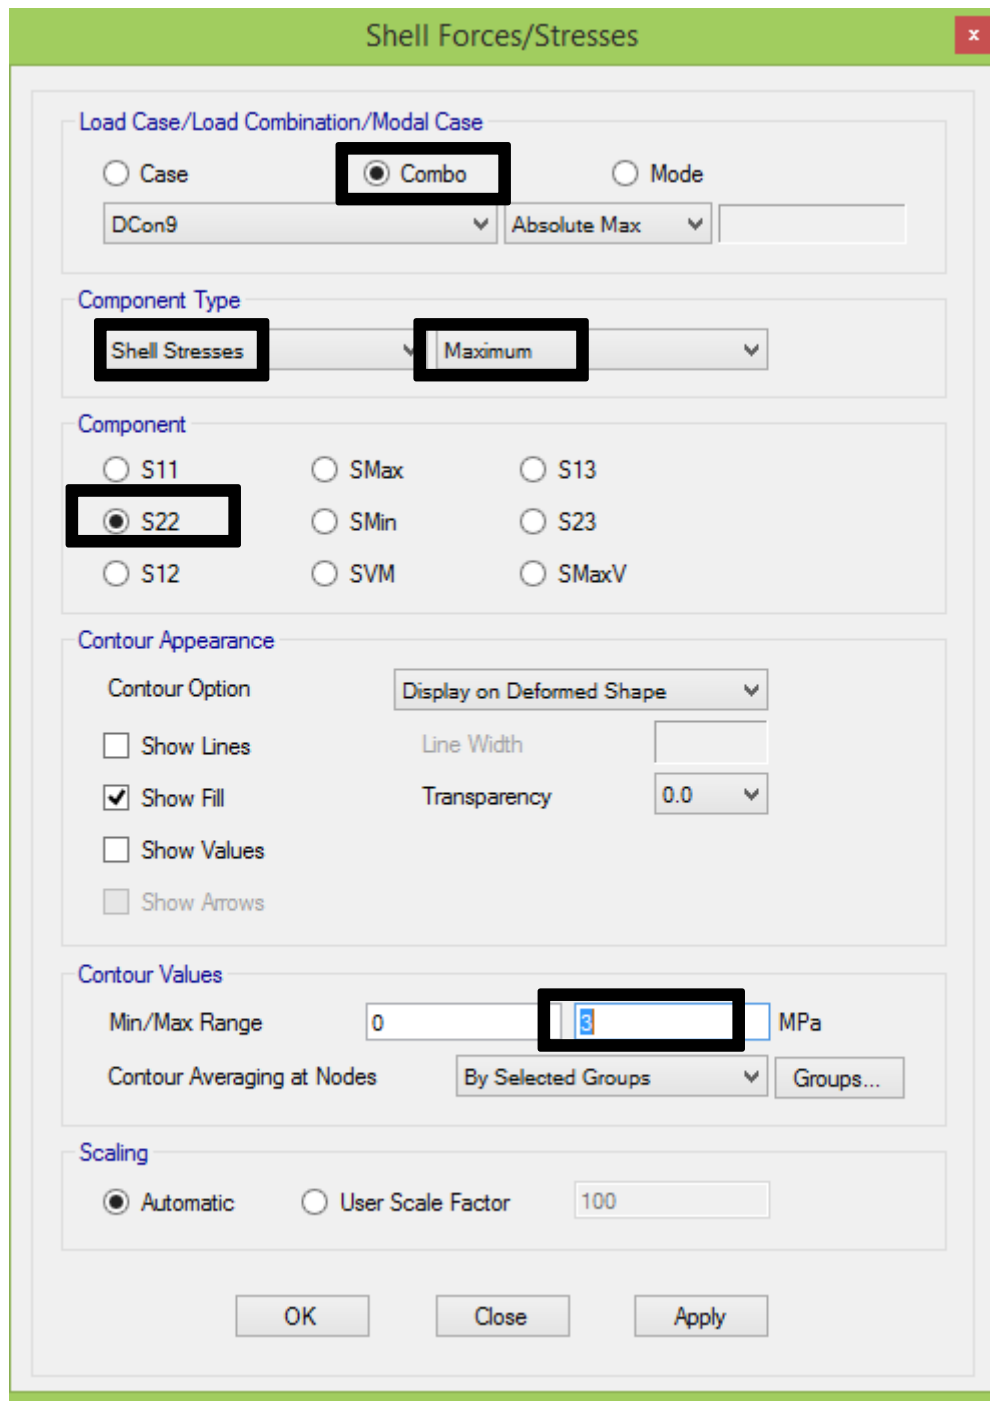 Shell Forces/Stresses
x
Load Case/Load Combination/Modal Case
Case Combo Mode
DCon9 Absolute Max
Component Type
Shell Stresses Maximum
Component
S11 SMax S13
S22 SMin S23
S12 SVM SMaxV
Contour Appearance
Contour Option Display on Deformed Shape
Show Lines Line Width
Show Fill Transparency 0.0
Show Values
Show Arrows
Contour Values
Min/Max Range 0 3 MPa
Contour Averaging at Nodes By Selected Groups Groups...
Scaling
Automatic User Scale Factor 100
OK Close Apply